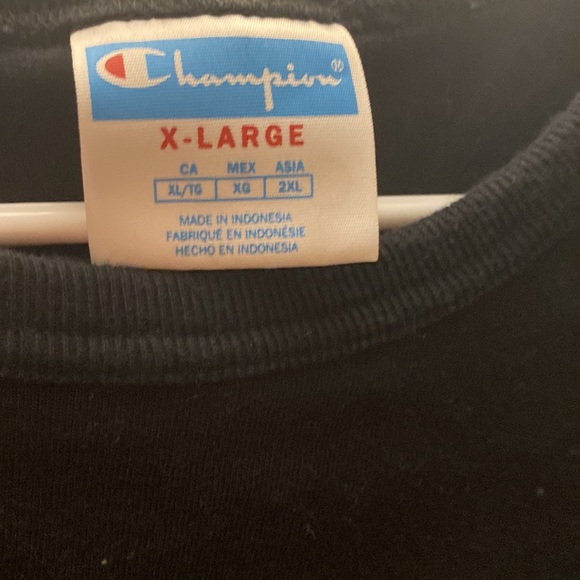 Champion®
X-LARGE
CA MEX ASIA
XL/TG XG 2XL
MADE IN INDONESIA
FABRIQUÉ EN INDONÉSIE
HECHO EN INDONESIA